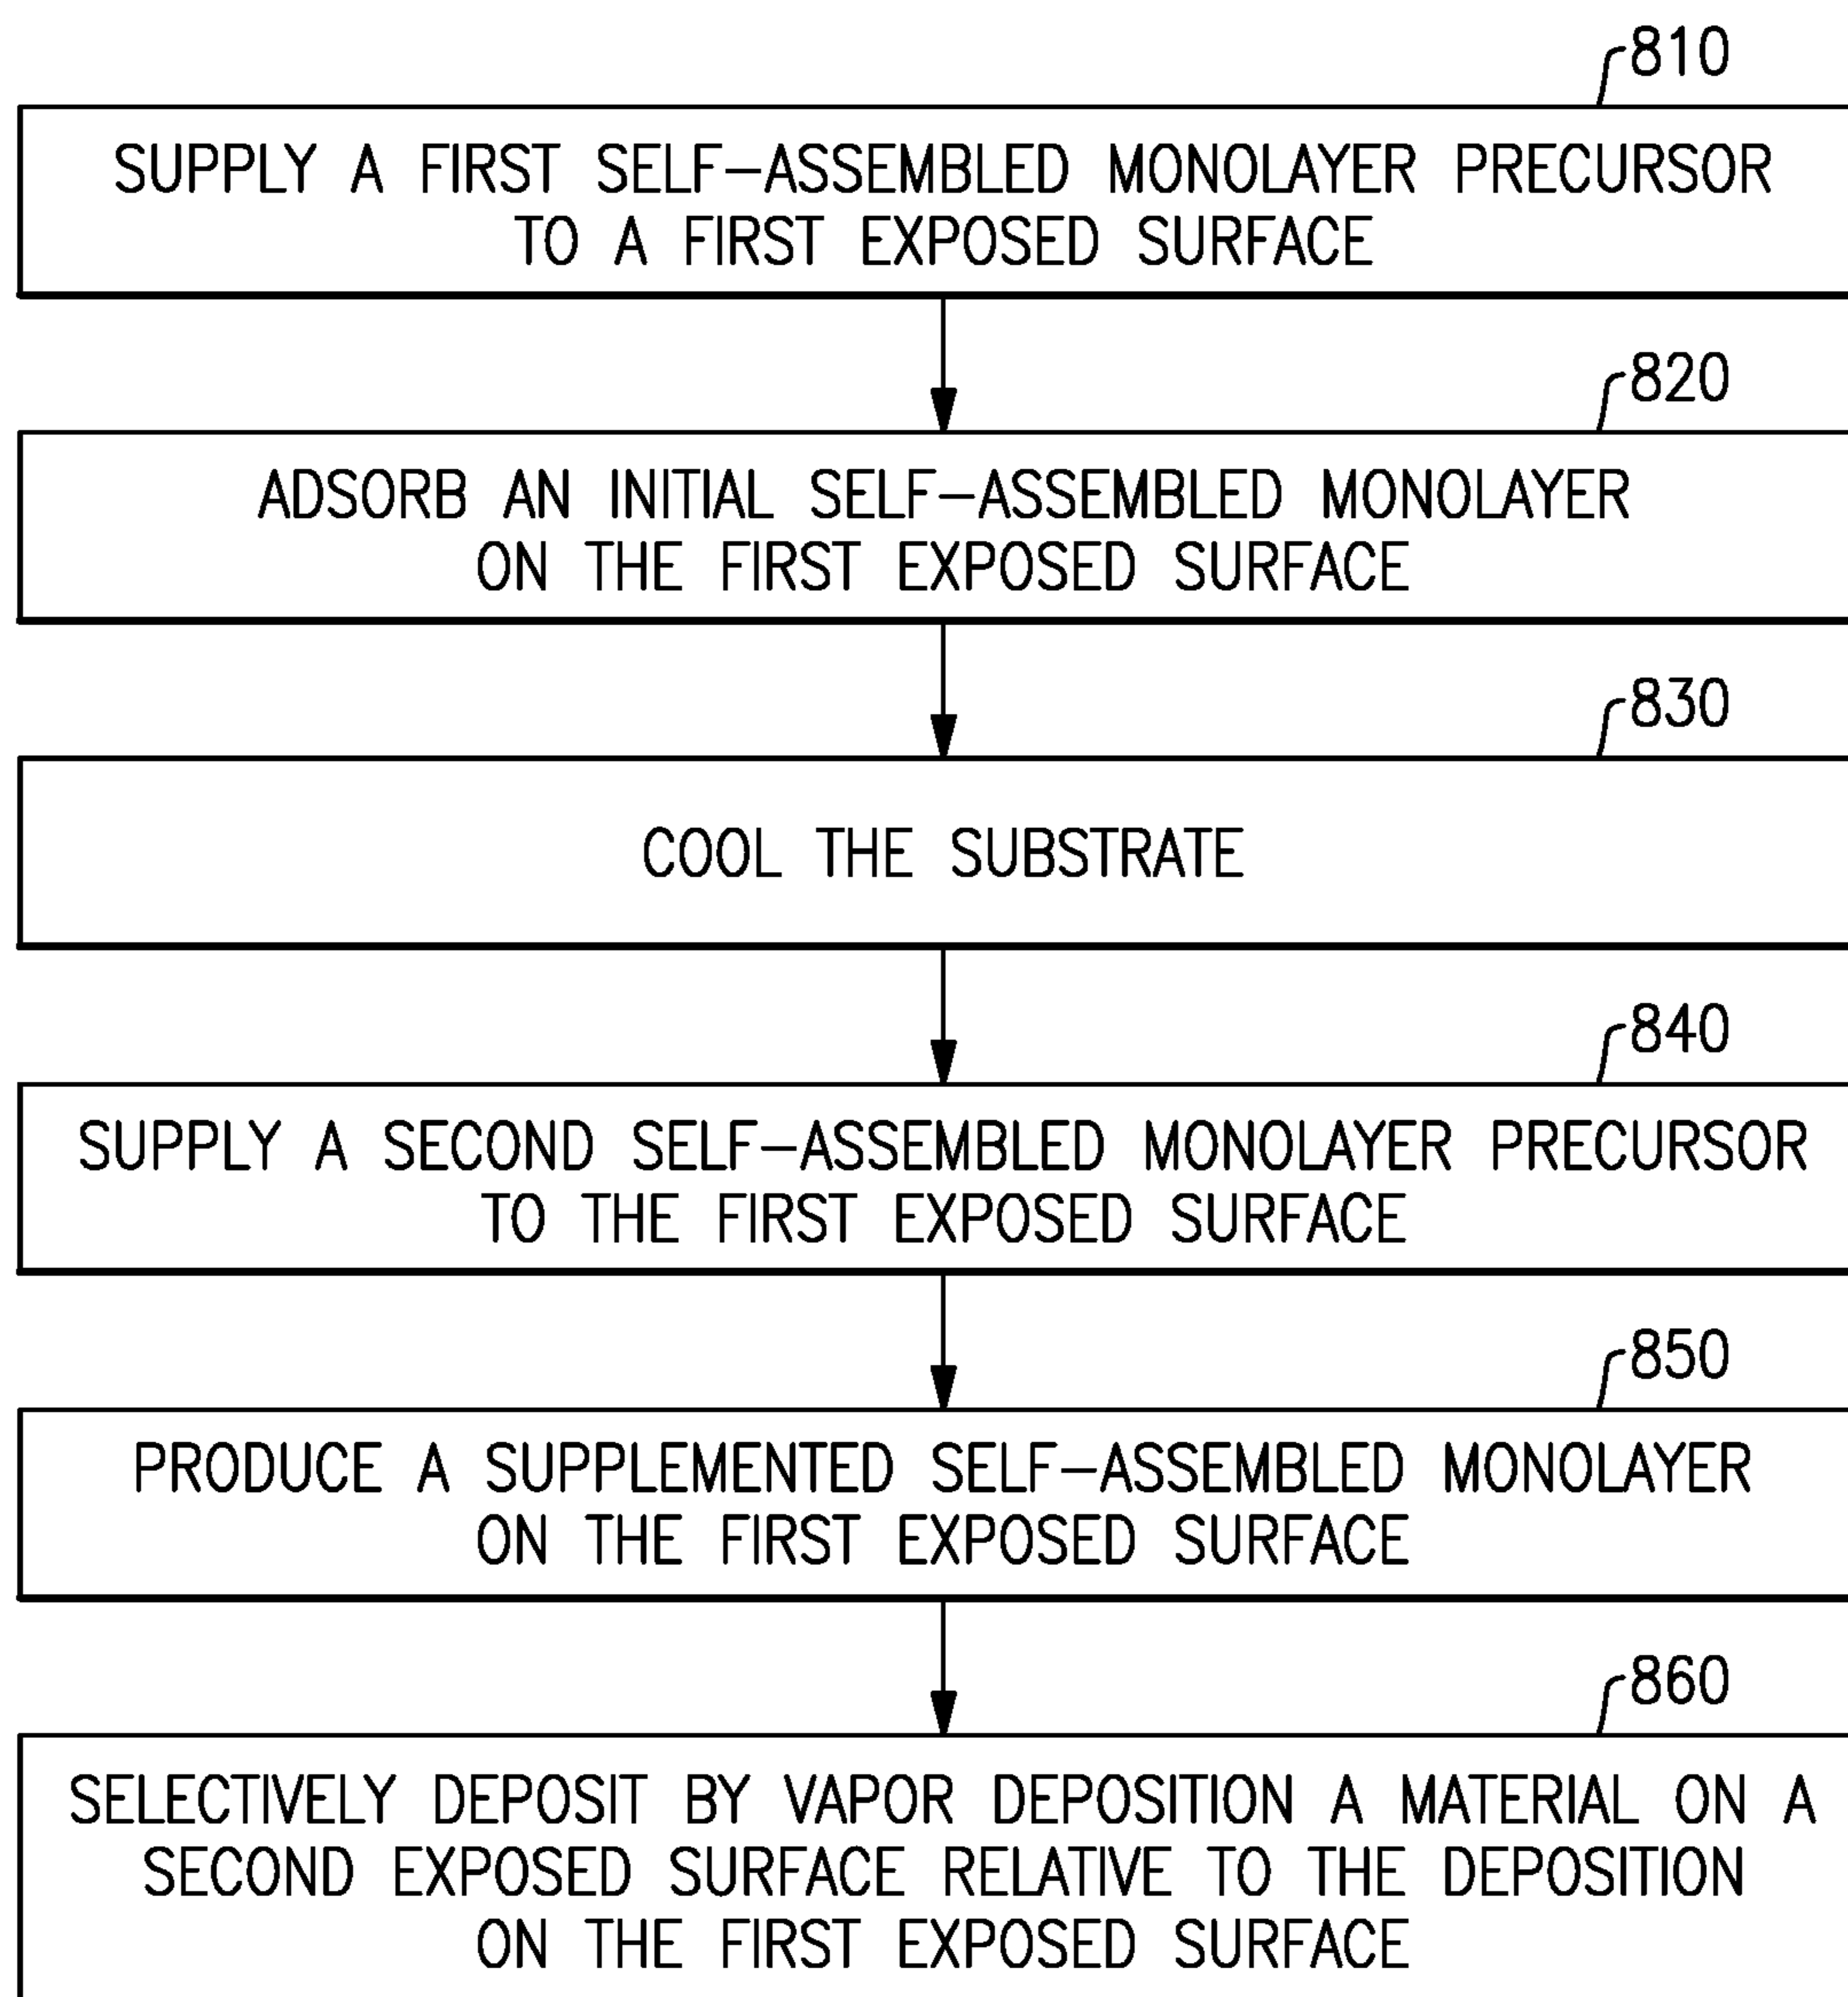 810
SUPPLY A FIRST SELF-ASSEMBLED MONOLAYER PRECURSOR
TO A FIRST EXPOSED SURFACE
820
ADSORB AN INITIAL SELF-ASSEMBLED MONOLAYER
ON THE FIRST EXPOSED SURFACE
830
COOL THE SUBSTRATE
840
SUPPLY A SECOND SELF-ASSEMBLED MONOLAYER PRECURSOR
TO THE FIRST EXPOSED SURFACE
850
PRODUCE A SUPPLEMENTED SELF-ASSEMBLED MONOLAYER
ON THE FIRST EXPOSED SURFACE
860
SELECTIVELY DEPOSIT BY VAPOR DEPOSITION A MATERIAL ON A
SECOND EXPOSED SURFACE RELATIVE TO THE DEPOSITION
ON THE FIRST EXPOSED SURFACE